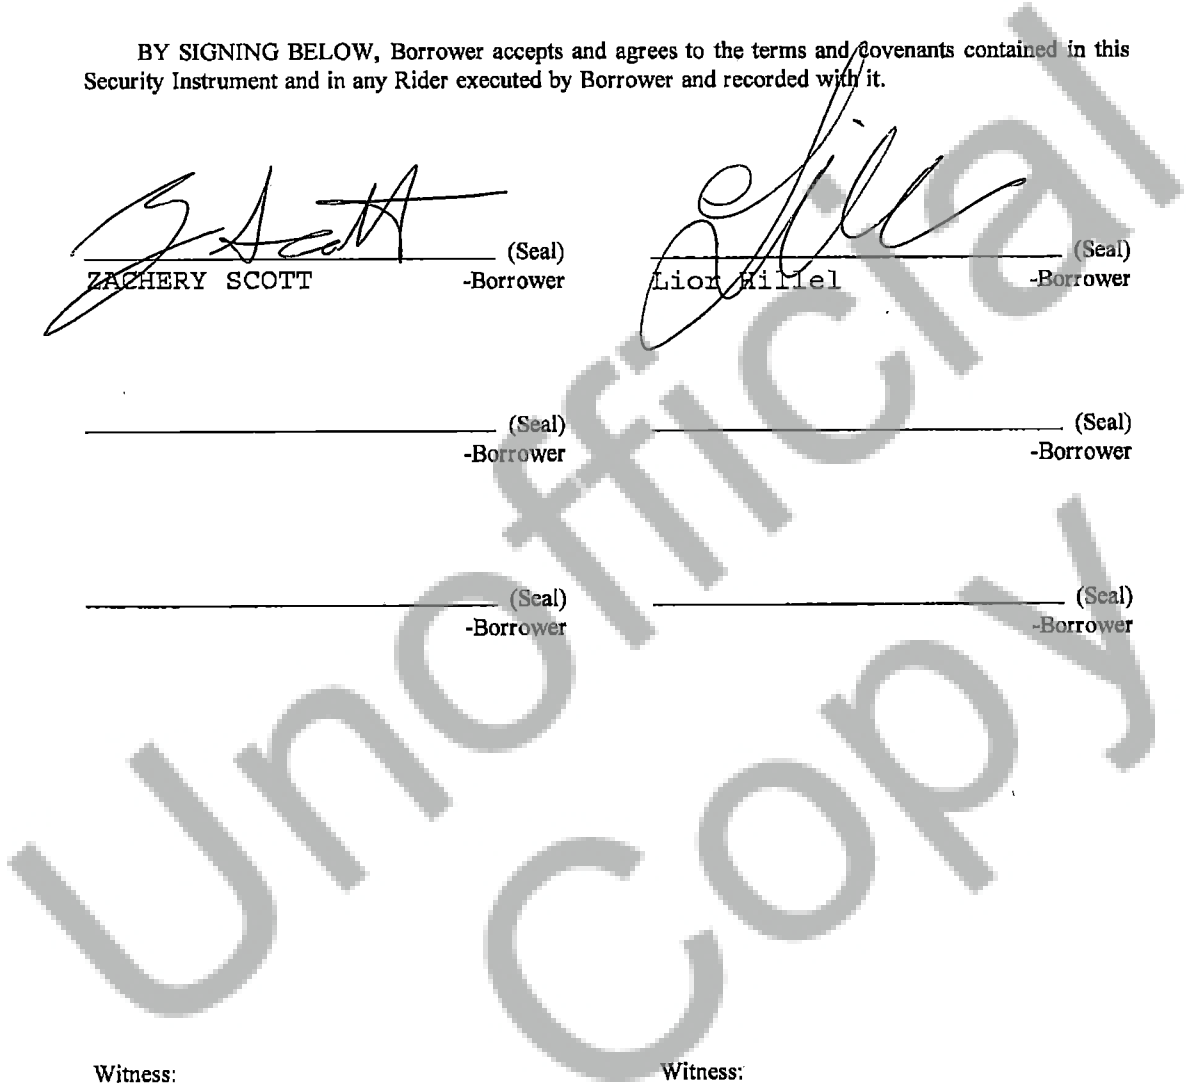 BY SIGNING BELOW, Borrower accepts and agrees to the terms and covenants contained in this
Security Instrument and in any Rider executed by Borrower and recorded with it.
Z Scott (Seal) (Seal)
ZACHERY SCOTT -Borrower Lior Hillel -Borrower
(Seal) (Seal)
-Borrower -Borrower
(Seal) (Seal)
-Borrower -Borrower
Unofficial
Copy
Witness: Witness: